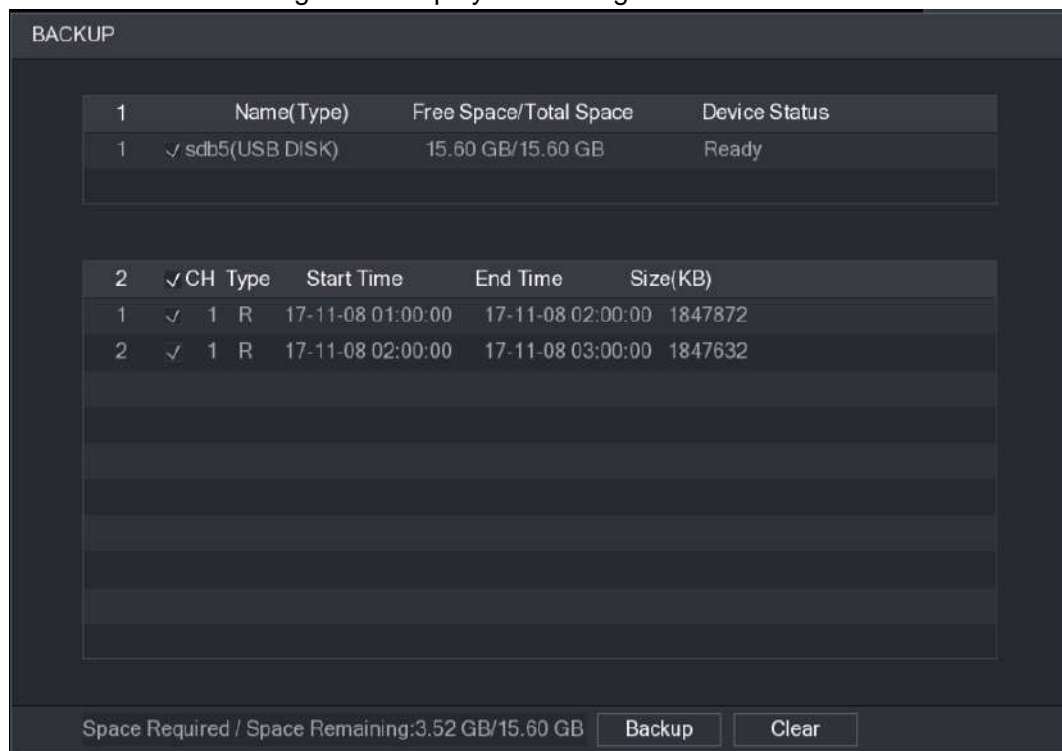 BACKUP
1 Name(Type) Free Space/Total Space Device Status
1 sdb5(USB DISK) 15.60 GB/15.60 GB Ready
2 CH Type Start Time End Time Size(KB)
1 1 R 17-11-08 01:00:00 17-11-08 02:00:00 1847872
2 1 R 17-11-08 02:00:00 17-11-08 03:00:00 1847632
Space Required / Space Remaining:3.52 GB/15.60 GB Backup Clear